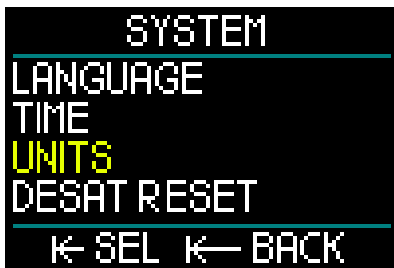 SYSTEM
LANGUAGE
TIME
UNITS
DESAT RESET
SEL BACK